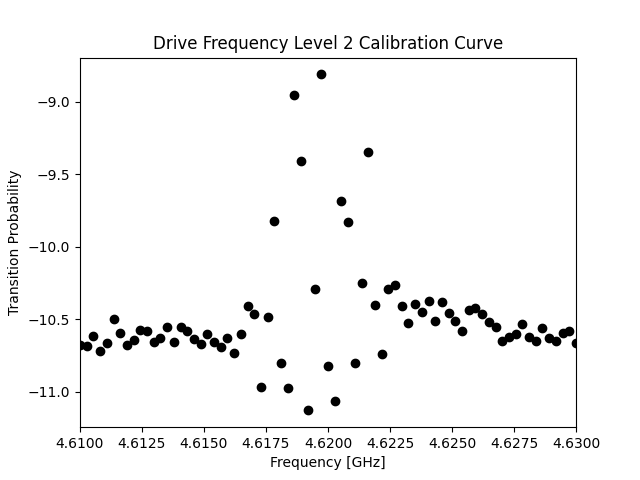 Drive Frequency Level 2 Calibration Curve
Transition Probability
−9.0
−9.5
−10.0
−10.5
−11.0
4.6100 4.6125 4.6150 4.6175 4.6200 4.6225 4.6250 4.6275 4.6300
Frequency [GHz]